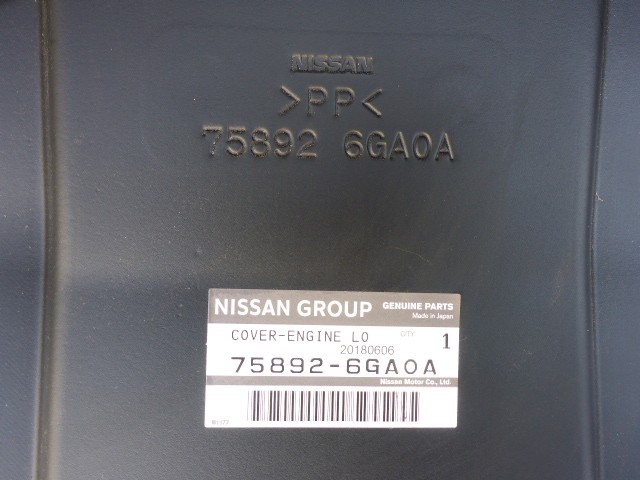 NISSAN
>PP<
75892 6GA0A
NISSAN GROUP GENUINE PARTS
Made in Japan
COVER-ENGINE LO QTY 1
20180606
75892-6GA0A
Nissan Motor Co., Ltd.